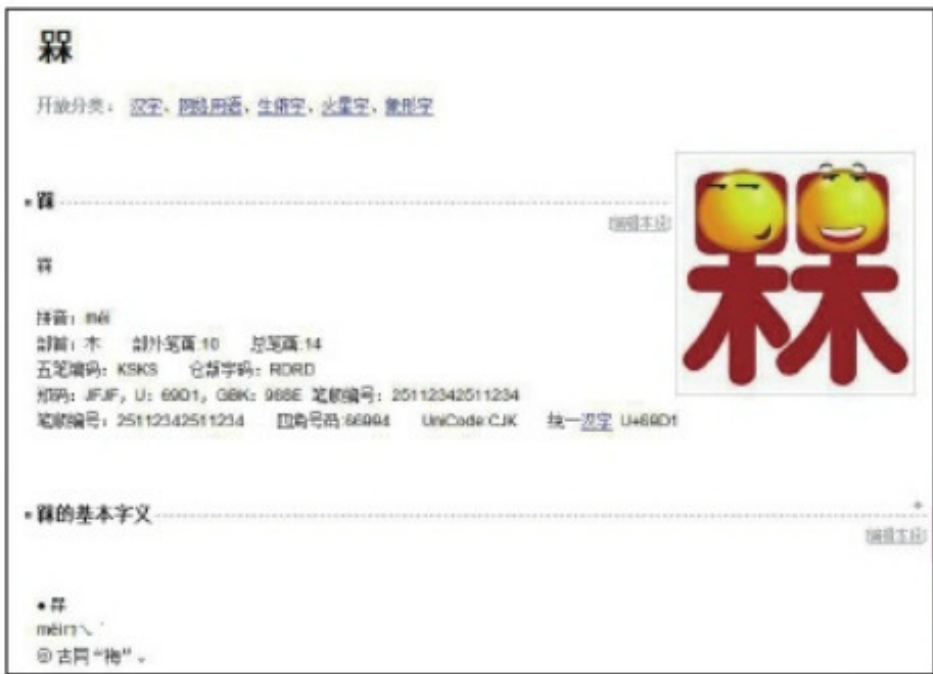 槑
开放分类： 汉字、网络用语、生僻字、火星字、象形字
槑
[编辑本段]
槑
拼音：méi
部首：木 部外笔画:10 总笔画:14
五笔编码：KSKS 仓颉字码：RDRD
郑码：JFJF，U：69D1，GBK：988E 笔顺编号：25112342511234
笔顺编号：25112342511234 四角号码:66994 UniCode:CJK 统一汉字 U+69D1
槑的基本字义
[编辑本段]
● 槑
méiㄇㄟˊ
◎ 古同“梅”。